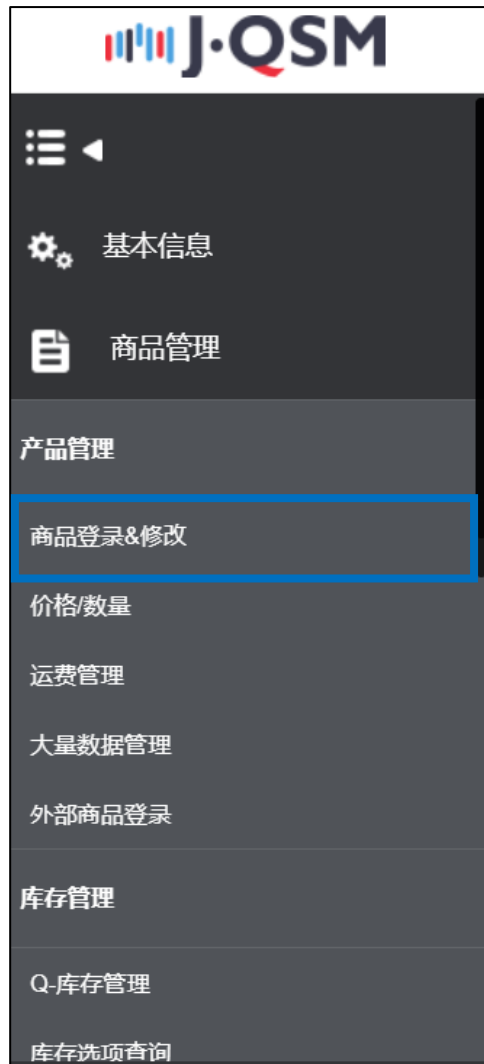 J·QSM
基本信息
商品管理
产品管理
商品登录&修改
价格/数量
运费管理
大量数据管理
外部商品登录
库存管理
Q-库存管理
库存选项查询